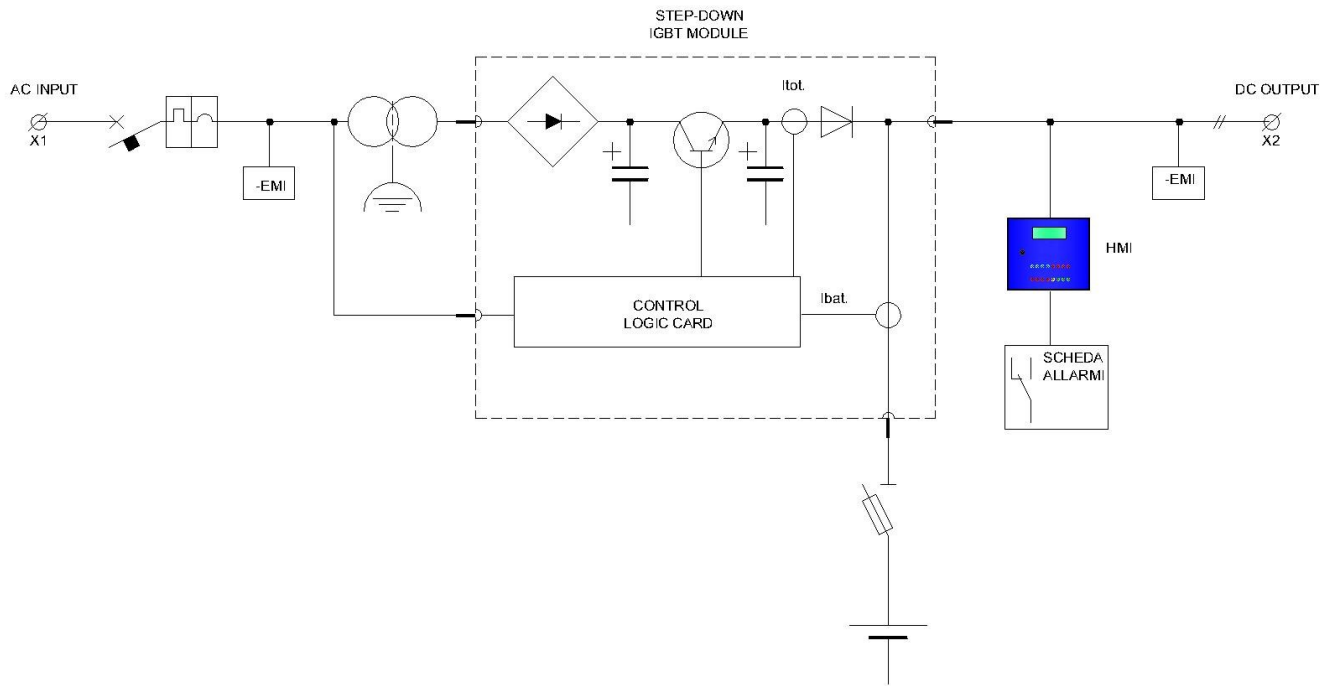 STEP-DOWN
IGBT MODULE
AC INPUT
Itot.
DC OUTPUT
X1
X2
-EMI
-EMI
HMI
CONTROL
LOGIC CARD
Ibat.
SCHEDA
ALLARMI